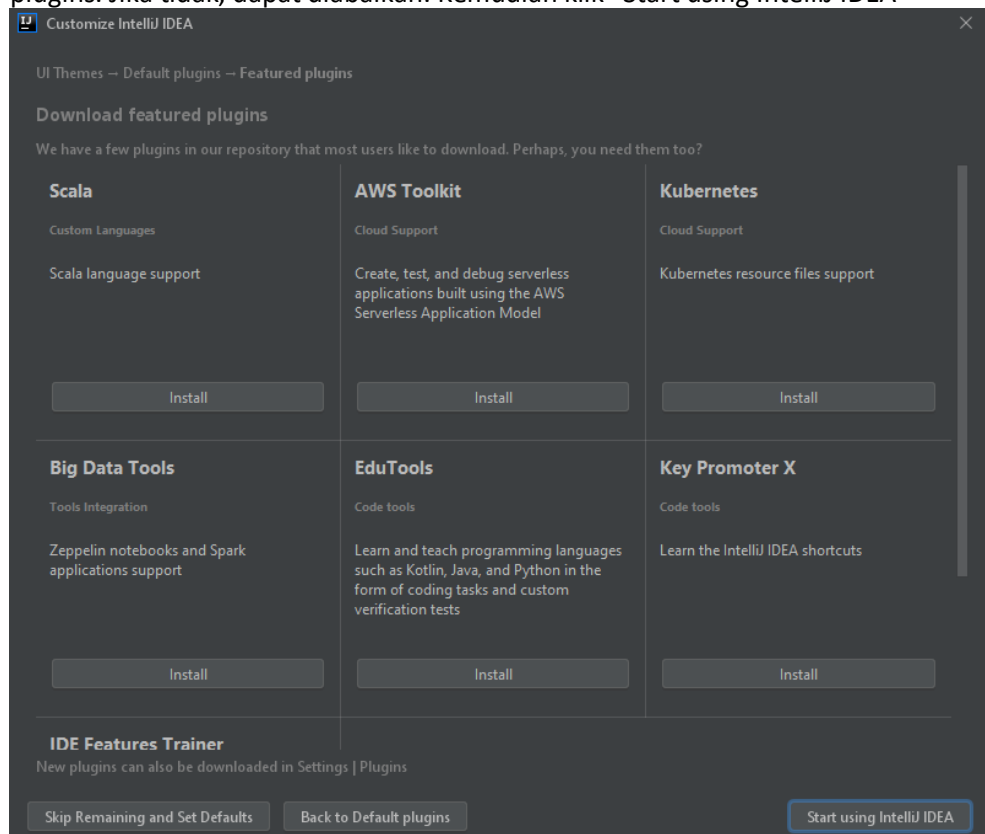 plugins. Jika tidak, dapat diabaikan. Kemudian klik "Start using IntelliJ IDEA"
Customize IntelliJ IDEA
UI Themes → Default plugins → Featured plugins
Download featured plugins
We have a few plugins in our repository that most users like to download. Perhaps, you need them too?
Scala
Custom Languages
Scala language support
Install
AWS Toolkit
Cloud Support
Create, test, and debug serverless
applications built using the AWS
Serverless Application Model
Install
Kubernetes
Cloud Support
Kubernetes resource files support
Install
Big Data Tools
Tools Integration
Zeppelin notebooks and Spark
applications support
Install
EduTools
Code tools
Learn and teach programming languages
such as Kotlin, Java, and Python in the
form of coding tasks and custom
verification tests
Install
Key Promoter X
Code tools
Learn the IntelliJ IDEA shortcuts
Install
IDE Features Trainer
New plugins can also be downloaded in Settings | Plugins
Skip Remaining and Set Defaults
Back to Default plugins
Start using IntelliJ IDEA